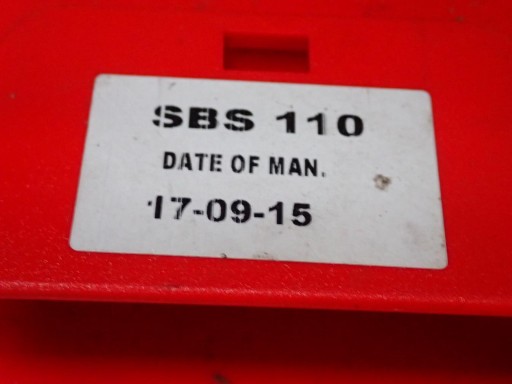 SBS 110
DATE OF MAN.
17-09-15